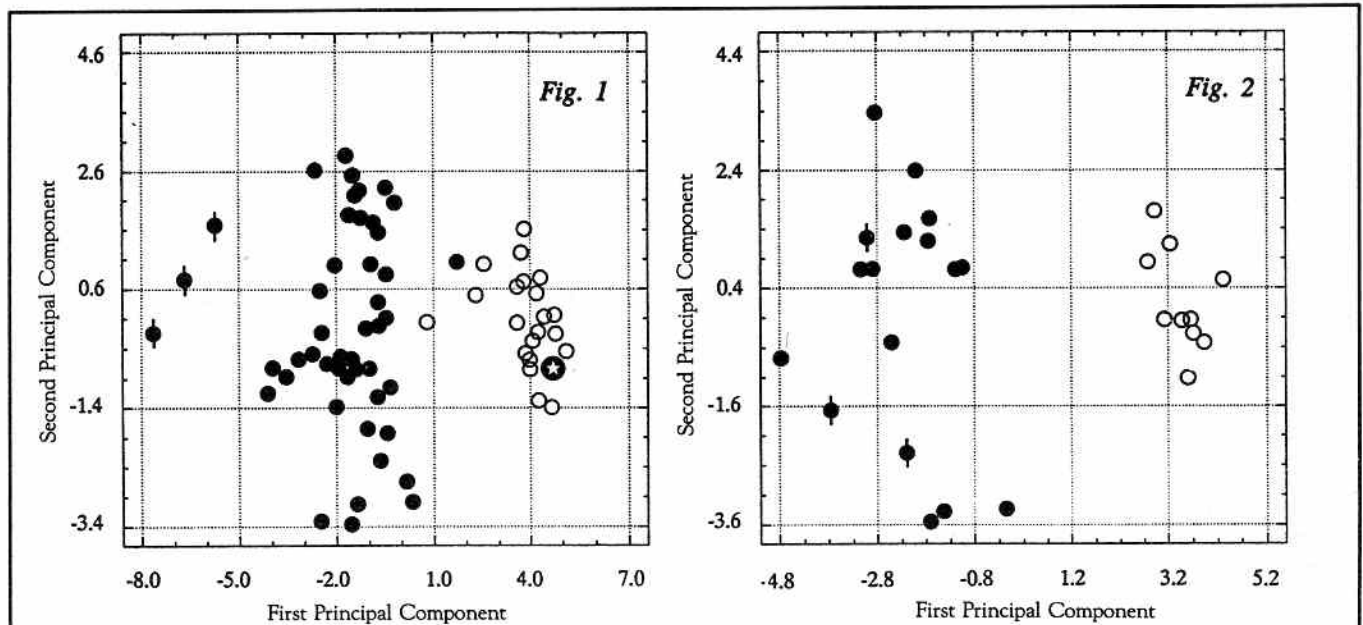 Fig. 1
Second Principal Component
4.6
2.6
0.6
-1.4
-3.4
-8.0 -5.0 -2.0 1.0 4.0 7.0
First Principal Component
Fig. 2
Second Principal Component
4.4
2.4
0.4
-1.6
-3.6
-4.8 -2.8 -0.8 1.2 3.2 5.2
First Principal Component